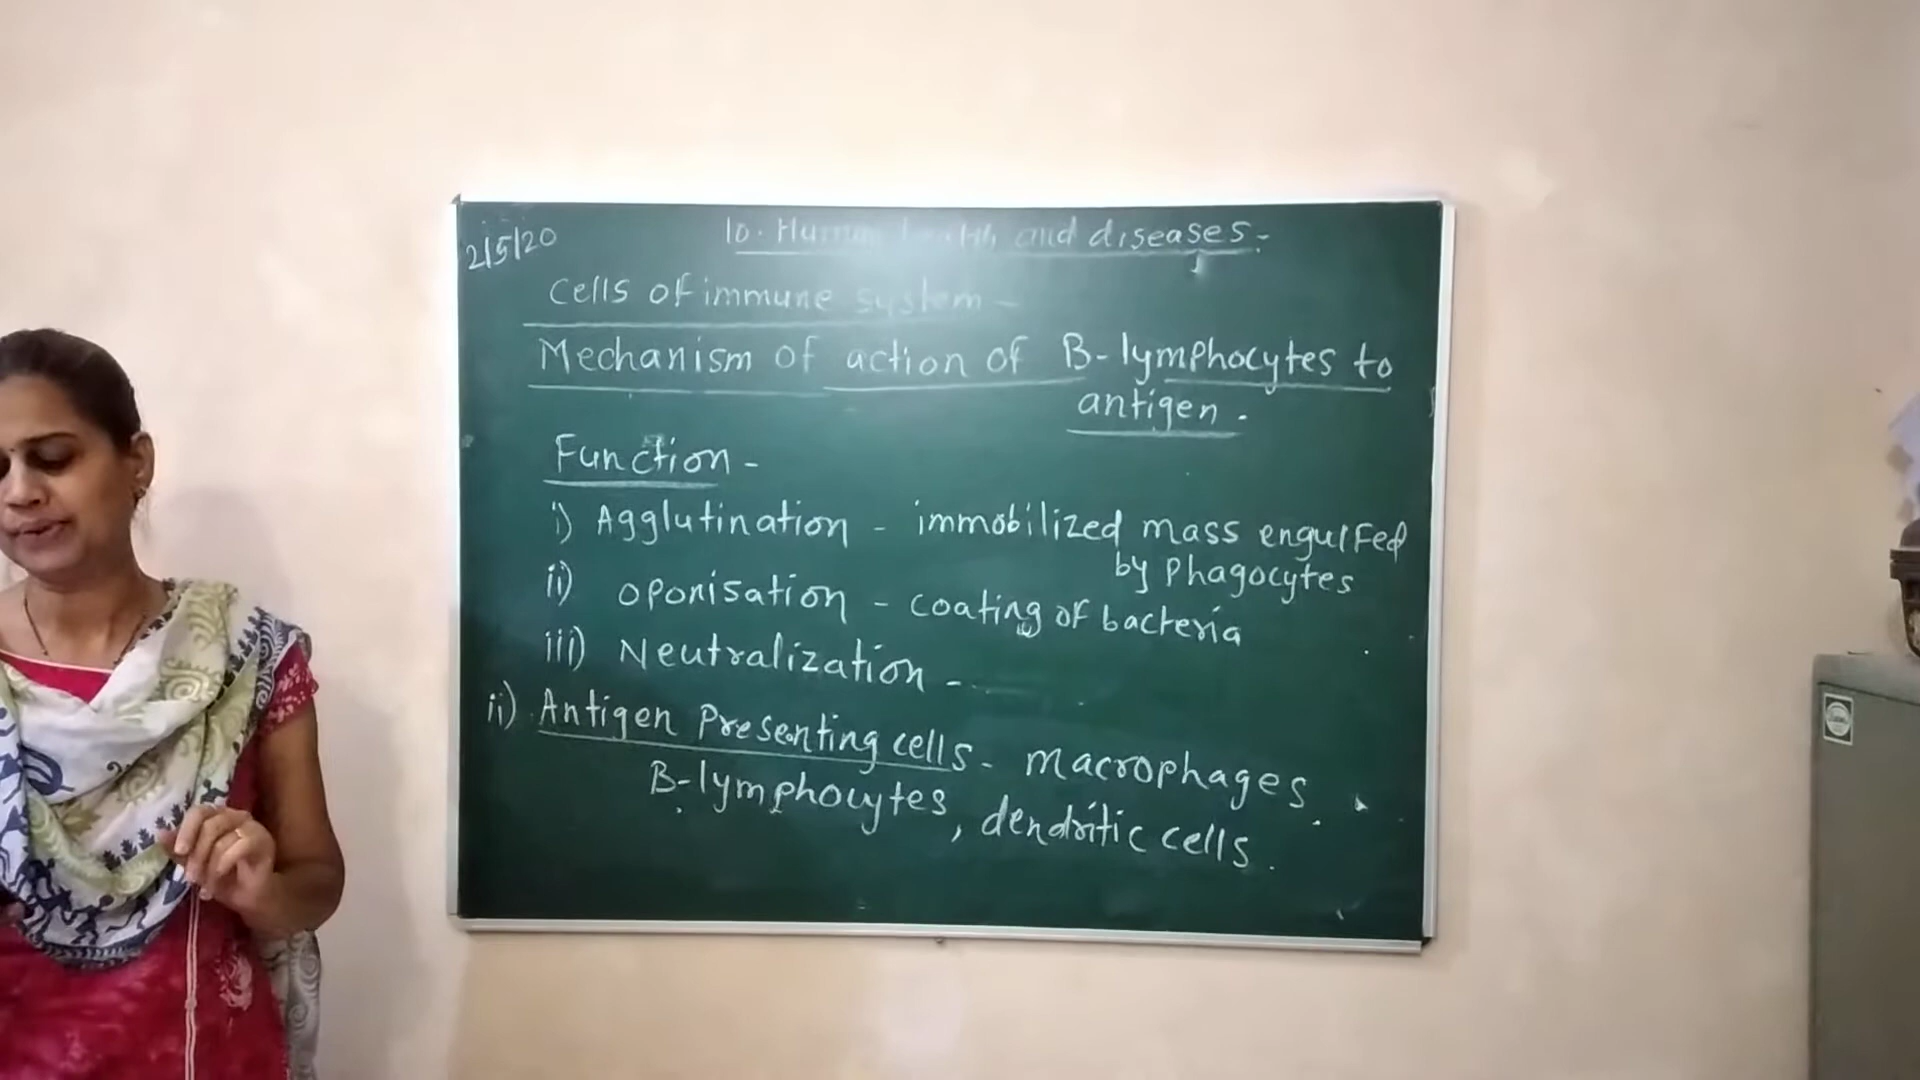 2/5/20
10. Human health and diseases.-
Cells of immune system -
Mechanism of action of B-lymphocytes to
antigen.
Function -
i) Agglutination - immobilized mass engulfed
by phagocytes
ii) oponisation - coating of bacteria
iii) Neutralization -
ii) Antigen Presenting cells - macrophages.
B-lymphocytes, dendritic cells.